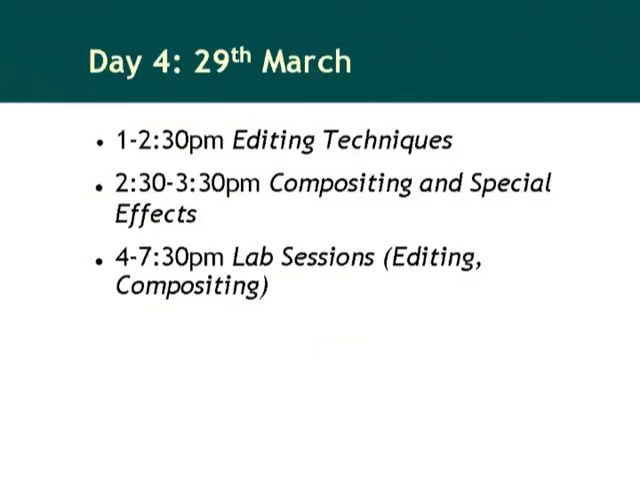 Day 4: 29th March
• 1-2:30pm Editing Techniques
• 2:30-3:30pm Compositing and Special
Effects
• 4-7:30pm Lab Sessions (Editing,
Compositing)